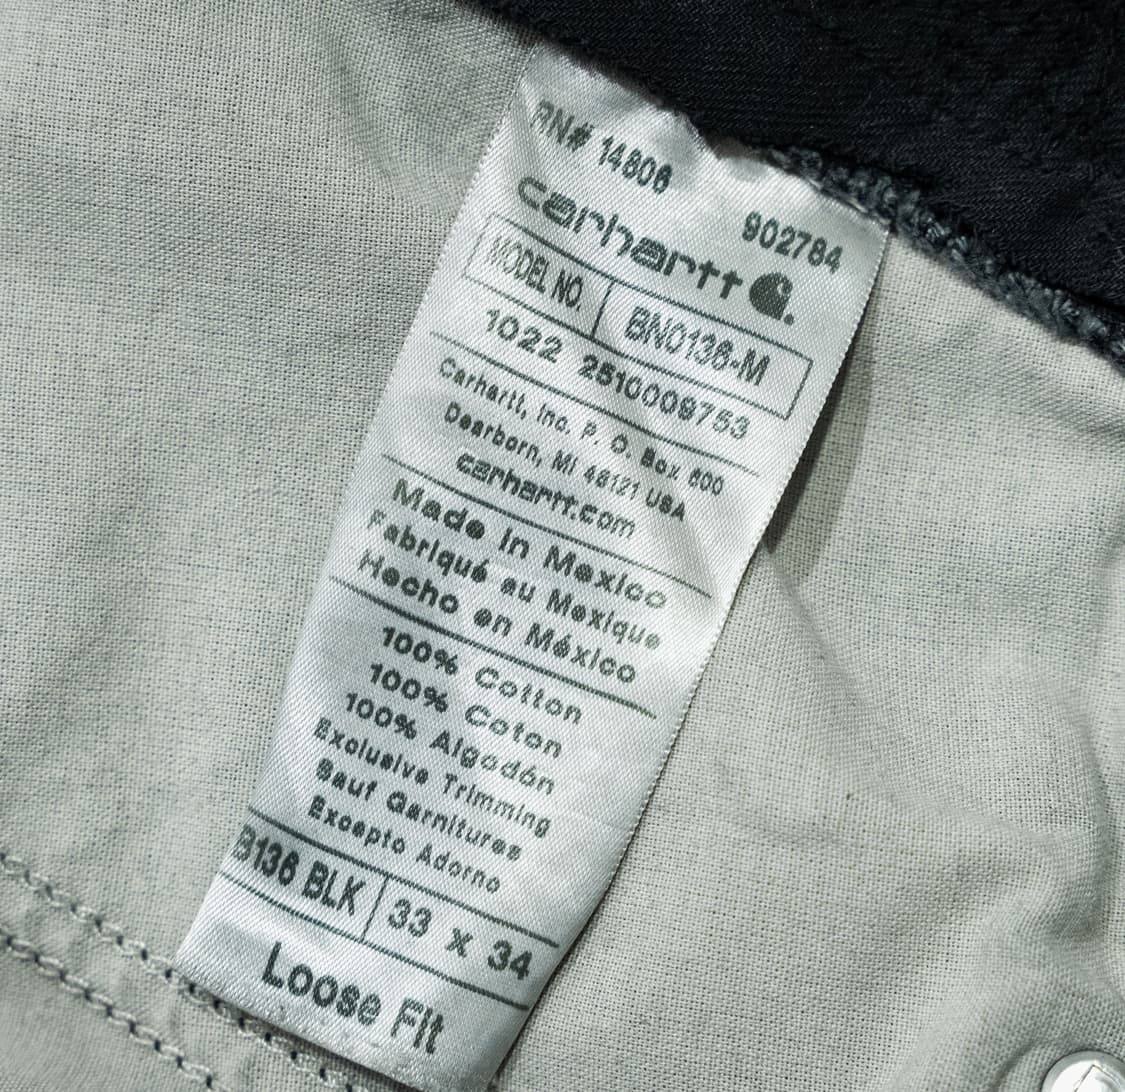 RN# 14806
902784
carhartt
MODEL NO. BN0136-M
1022 2510009753
Carhartt, Inc. P. O. Box 600
Dearborn, MI 48121 USA
carhartt.com
Made in Mexico
Fabriqué au Mexique
Hecho en México
100% Cotton
100% Coton
100% Algodón
Exclusive Trimming
Sauf Garnitures
Excepto Adorno
B136 BLK 33 x 34
Loose Fit